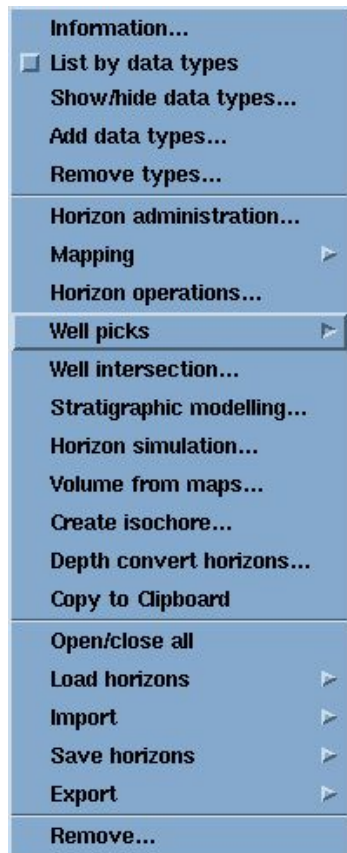 Information...
List by data types
Show/hide data types...
Add data types...
Remove types...
Horizon administration...
Mapping
Horizon operations...
Well picks
Well intersection...
Stratigraphic modelling...
Horizon simulation...
Volume from maps...
Create isochore...
Depth convert horizons...
Copy to Clipboard
Open/close all
Load horizons
Import
Save horizons
Export
Remove...